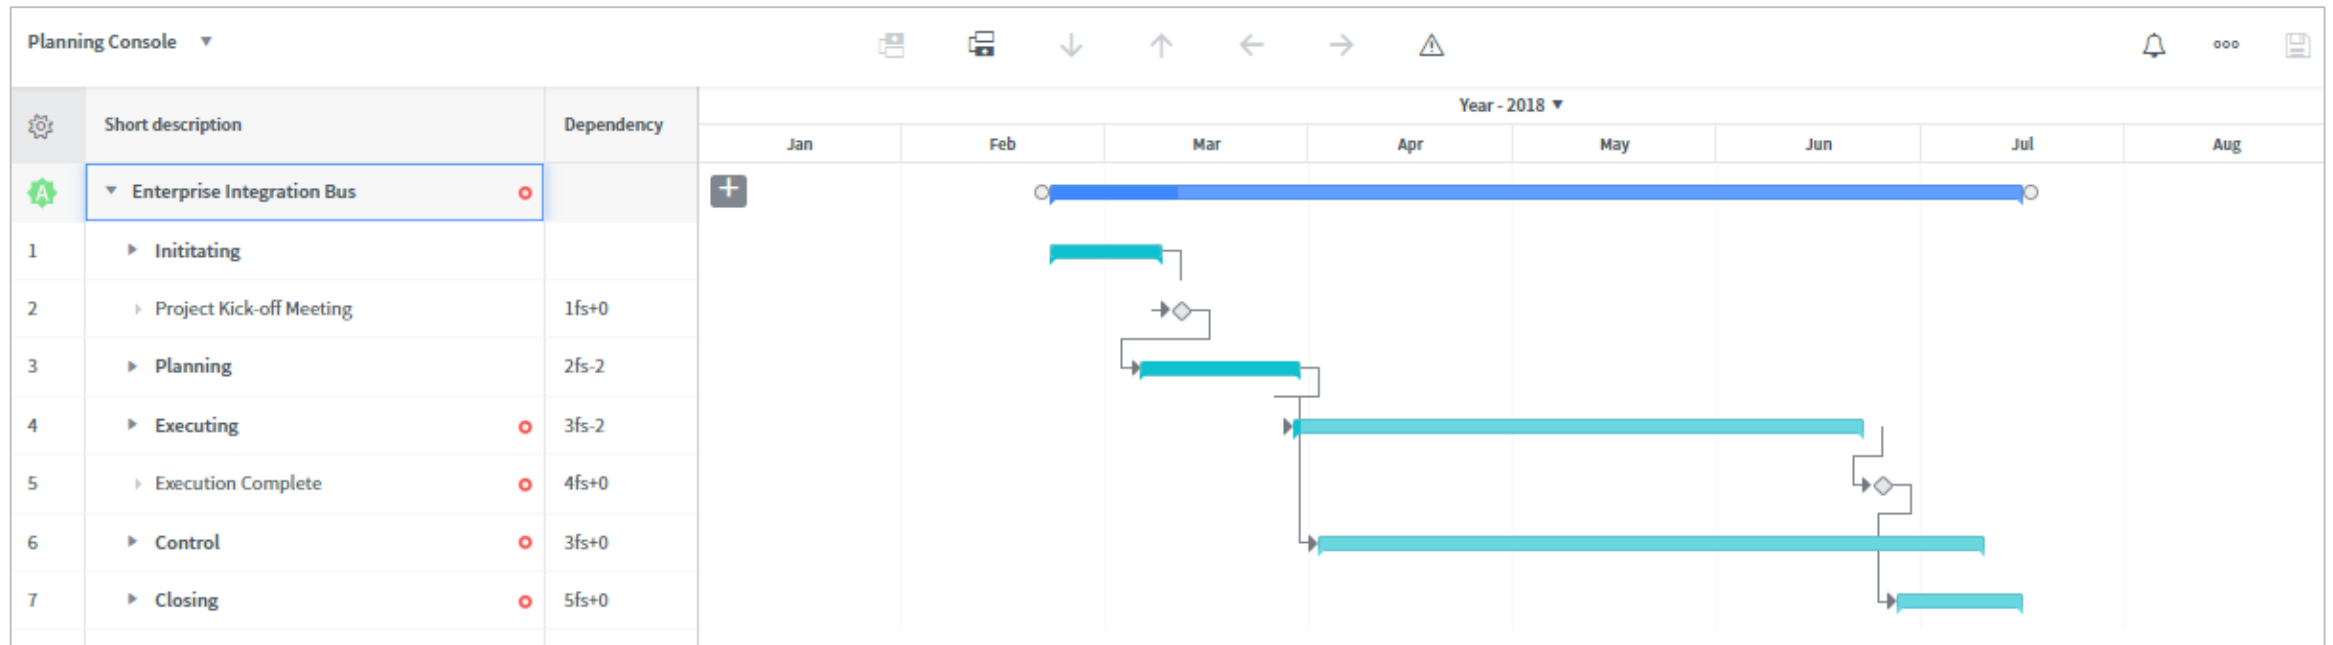 Planning Console
Year - 2018
Short description Dependency
Jan Feb Mar Apr May Jun Jul Aug
A Enterprise Integration Bus
1 Inititating
2 Project Kick-off Meeting 1fs+0
3 Planning 2fs-2
4 Executing 3fs-2
5 Execution Complete 4fs+0
6 Control 3fs+0
7 Closing 5fs+0